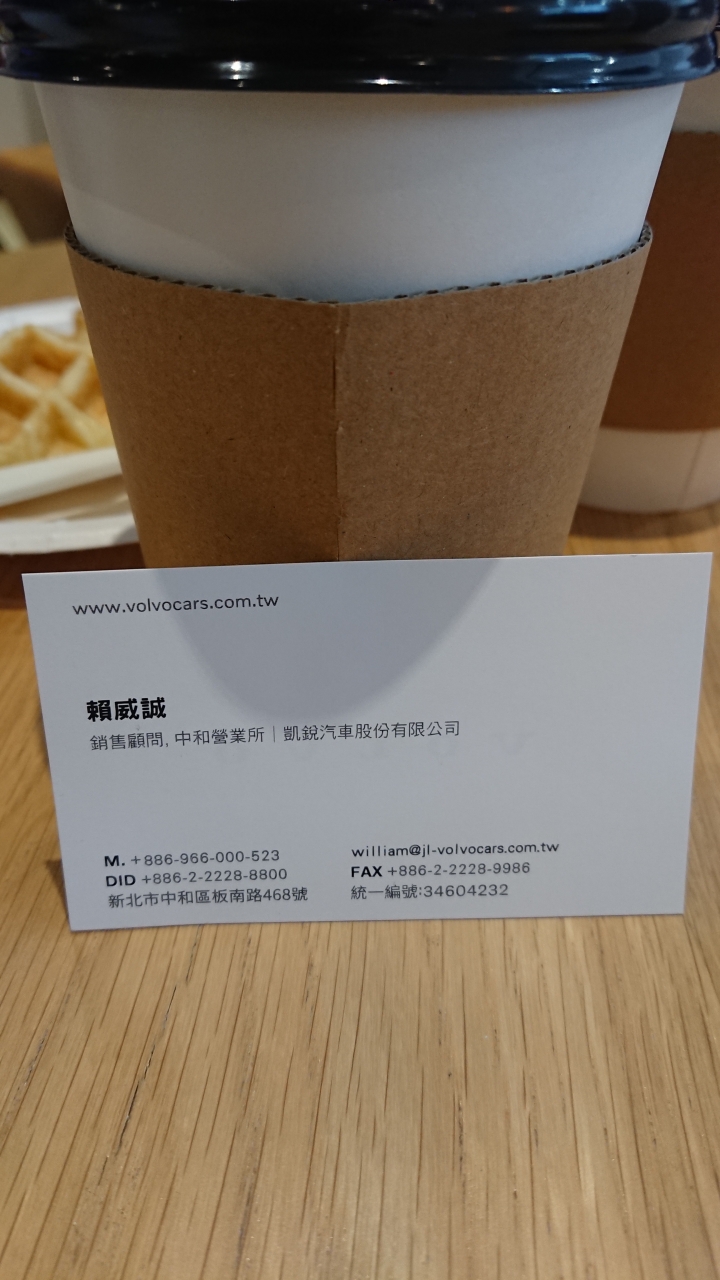 www.volvocars.com.tw
賴威誠
銷售顧問, 中和營業所｜凱銳汽車股份有限公司
M. +886-966-000-523
DID +886-2-2228-8800
新北市中和區板南路468號
william@jl-volvocars.com.tw
FAX +886-2-2228-9986
統一編號:34604232